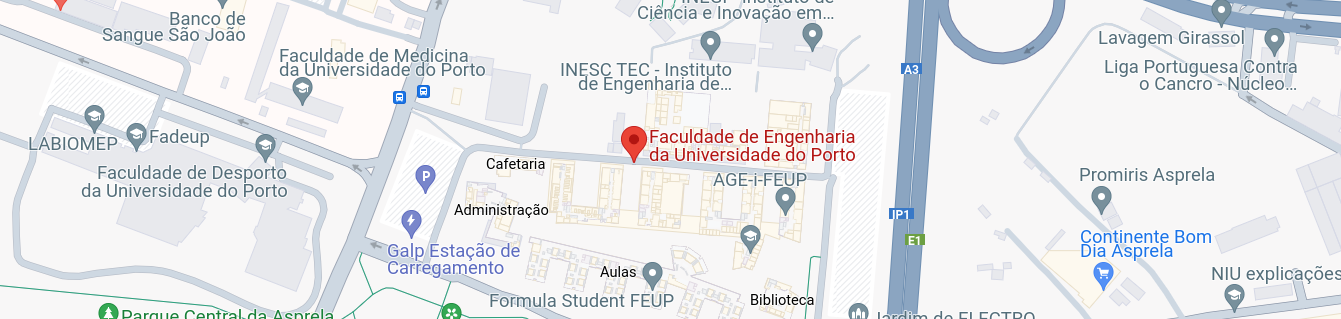 Banco de
Sangue São João
Ciência e Inovação em...
Faculdade de Medicina
da Universidade do Porto
INESC TEC - Instituto
de Engenharia de...
A3
Lavagem Girassol
Liga Portuguesa Contra
o Cancro - Núcleo...
LABIOMEP
Fadeup
Faculdade de Desporto
da Universidade do Porto
P
Cafetaria
Faculdade de Engenharia
da Universidade do Porto
AGE-i-FEUP
Promiris Asprela
Administração
IP1
E1
Galp Estação de
Carregamento
Continente Bom
Dia Asprela
Aulas
Formula Student FEUP
Biblioteca
NIU explicações
Parque Central da Asprela
Jardim de ELECTRO